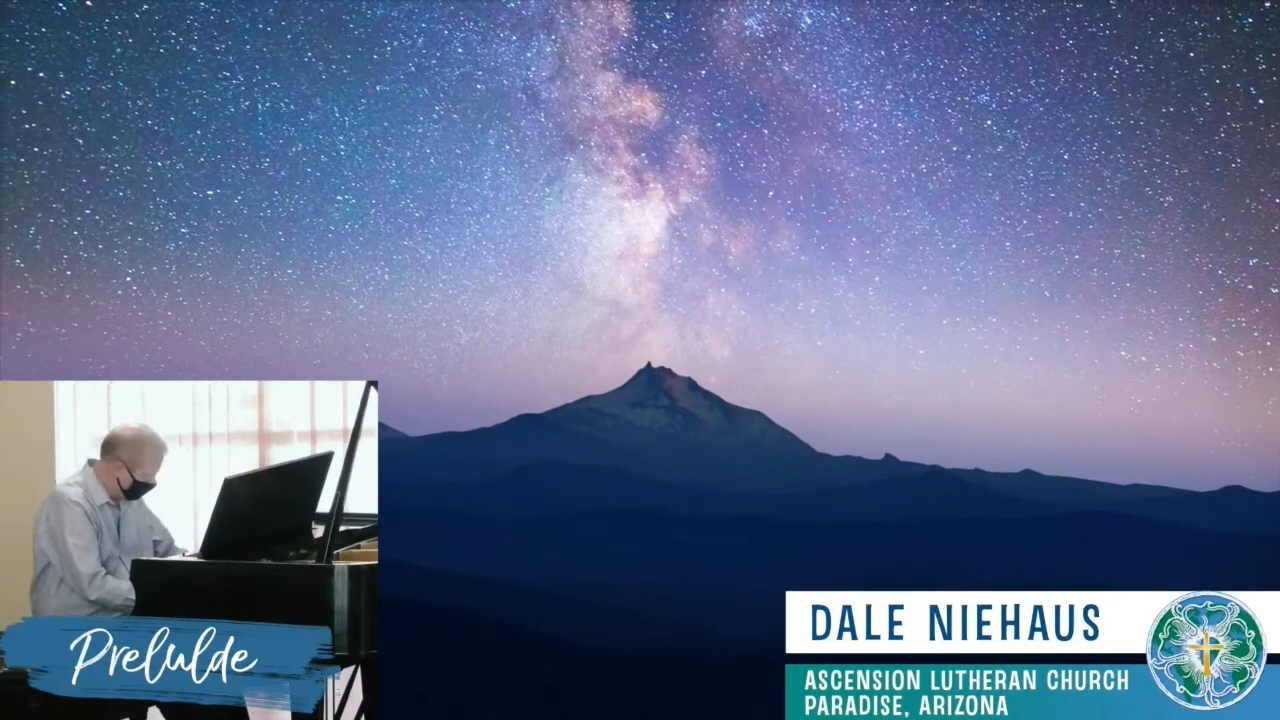 Prelulde
DALE NIEHAUS
ASCENSION LUTHERAN CHURCH
PARADISE, ARIZONA